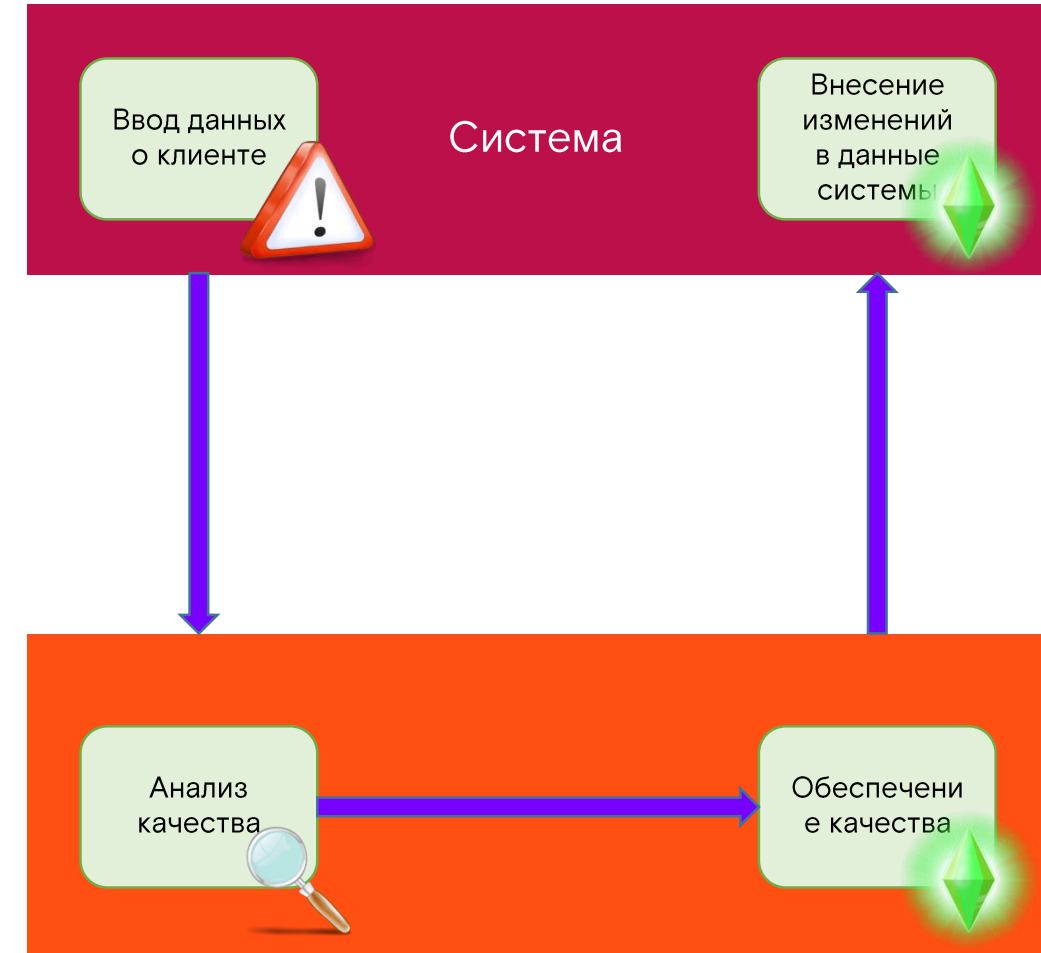 Ввод данных
о клиенте
Система
Внесение
изменений
в данные
системы
Анализ
качества
Обеспечени
е качества